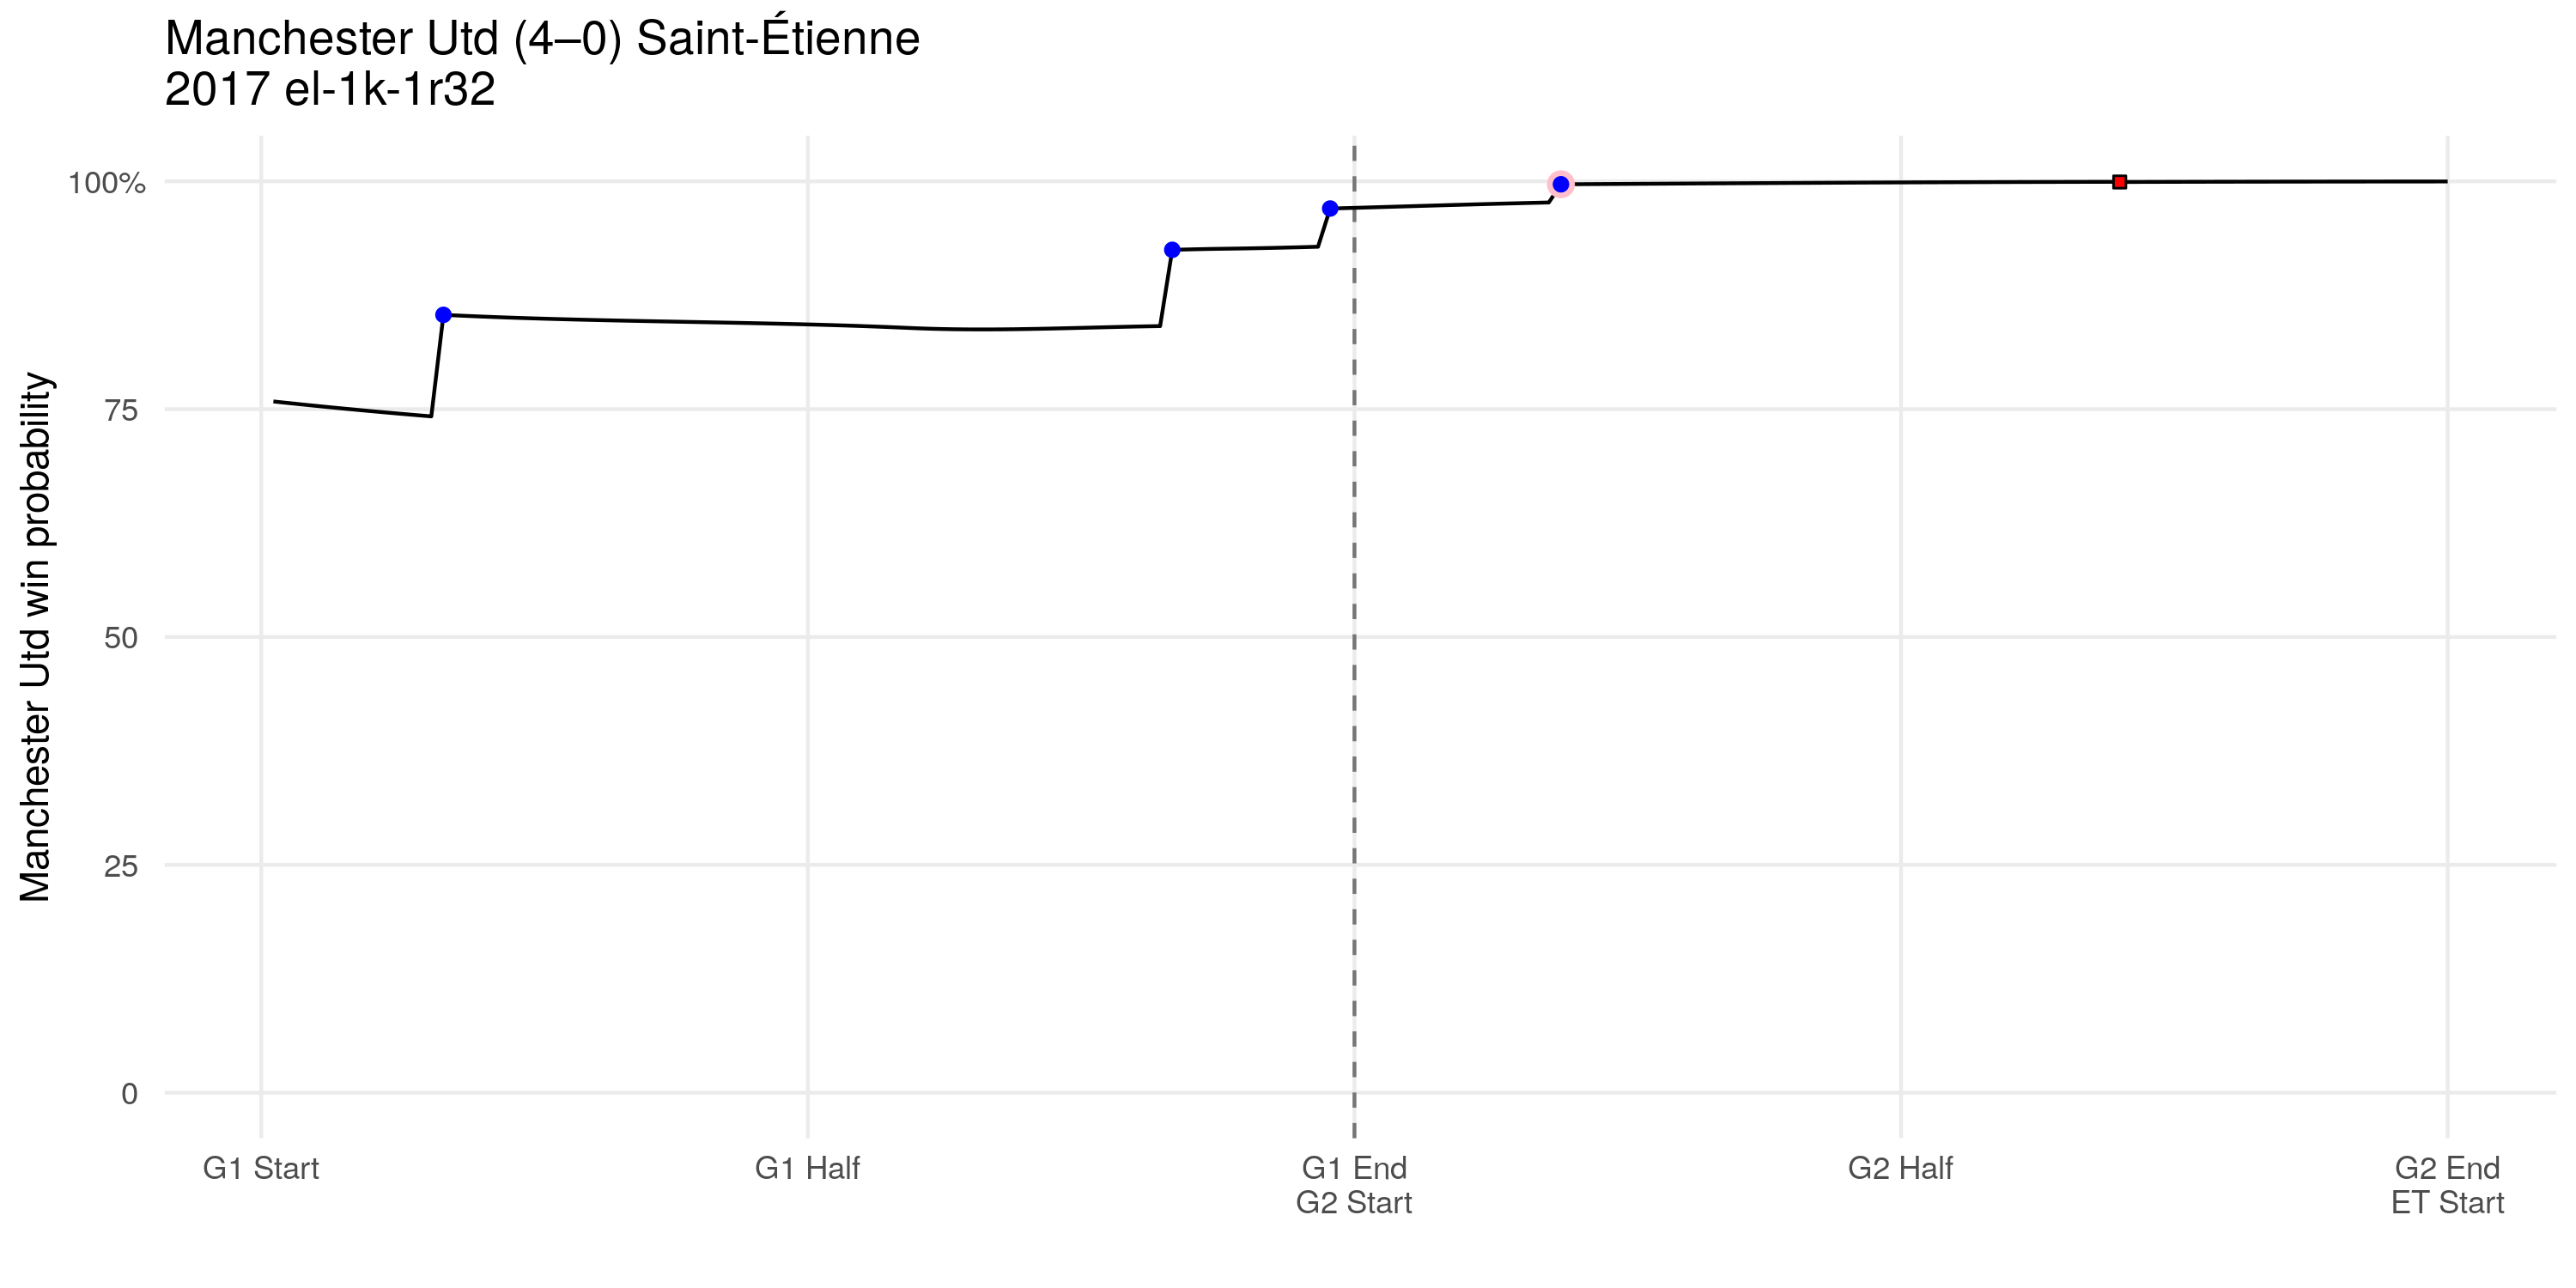 Manchester Utd (4–0) Saint-Étienne
2017 el-1k-1r32
Manchester Utd win probability
100%
75
50
25
0
G1 Start
G1 Half
G1 End
G2 Start
G2 Half
G2 End
ET Start